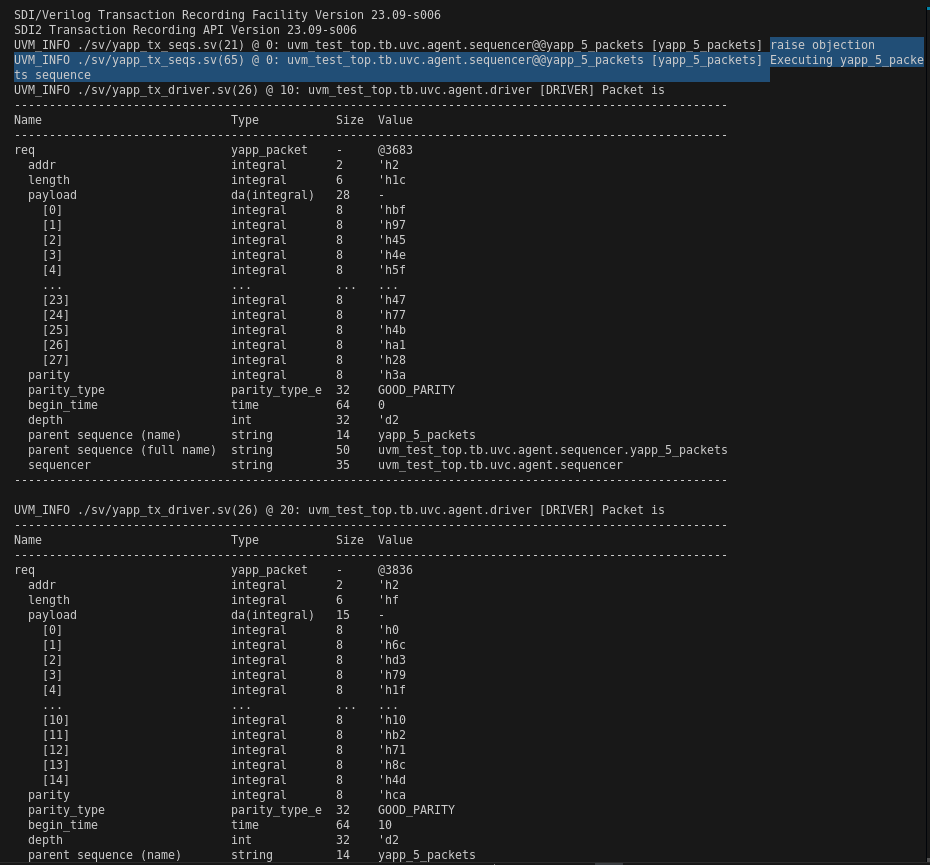 SDI/Verilog Transaction Recording Facility Version 23.09-s006
SDI2 Transaction Recording API Version 23.09-s006
UVM_INFO ./sv/yapp_tx_seqs.sv(21) @ 0: uvm_test_top.tb.uvc.agent.sequencer@@yapp_5_packets [yapp_5_packets] raise objection
UVM_INFO ./sv/yapp_tx_seqs.sv(65) @ 0: uvm_test_top.tb.uvc.agent.sequencer@@yapp_5_packets [yapp_5_packets] Executing yapp_5_packe
ts sequence
UVM_INFO ./sv/yapp_tx_driver.sv(26) @ 10: uvm_test_top.tb.uvc.agent.driver [DRIVER] Packet is
------------------------------------------------------------------------------------------------------
Name                           Type           Size  Value
------------------------------------------------------------------------------------------------------
req                            yapp_packet    -     @3683
  addr                         integral       2     'h2
  length                       integral       6     'h1c
  payload                      da(integral)   28    -
    [0]                        integral       8     'hbf
    [1]                        integral       8     'h97
    [2]                        integral       8     'h45
    [3]                        integral       8     'h4e
    [4]                        integral       8     'h5f
    ...                        ...            ...   ...
    [23]                       integral       8     'h47
    [24]                       integral       8     'h77
    [25]                       integral       8     'h4b
    [26]                       integral       8     'ha1
    [27]                       integral       8     'h28
  parity                       integral       8     'h3a
  parity_type                  parity_type_e  32    GOOD_PARITY
  begin_time                   time           64    0
  depth                        int            32    'd2
  parent sequence (name)       string         14    yapp_5_packets
  parent sequence (full name)  string         50    uvm_test_top.tb.uvc.agent.sequencer.yapp_5_packets
  sequencer                    string         35    uvm_test_top.tb.uvc.agent.sequencer
------------------------------------------------------------------------------------------------------
UVM_INFO ./sv/yapp_tx_driver.sv(26) @ 20: uvm_test_top.tb.uvc.agent.driver [DRIVER] Packet is
------------------------------------------------------------------------------------------------------
Name                           Type           Size  Value
------------------------------------------------------------------------------------------------------
req                            yapp_packet    -     @3836
  addr                         integral       2     'h2
  length                       integral       6     'hf
  payload                      da(integral)   15    -
    [0]                        integral       8     'h0
    [1]                        integral       8     'h6c
    [2]                        integral       8     'hd3
    [3]                        integral       8     'h79
    [4]                        integral       8     'h1f
    ...                        ...            ...   ...
    [10]                       integral       8     'h10
    [11]                       integral       8     'hb2
    [12]                       integral       8     'h71
    [13]                       integral       8     'h8c
    [14]                       integral       8     'h4d
  parity                       integral       8     'hca
  parity_type                  parity_type_e  32    GOOD_PARITY
  begin_time                   time           64    10
  depth                        int            32    'd2
  parent sequence (name)       string         14    yapp_5_packets